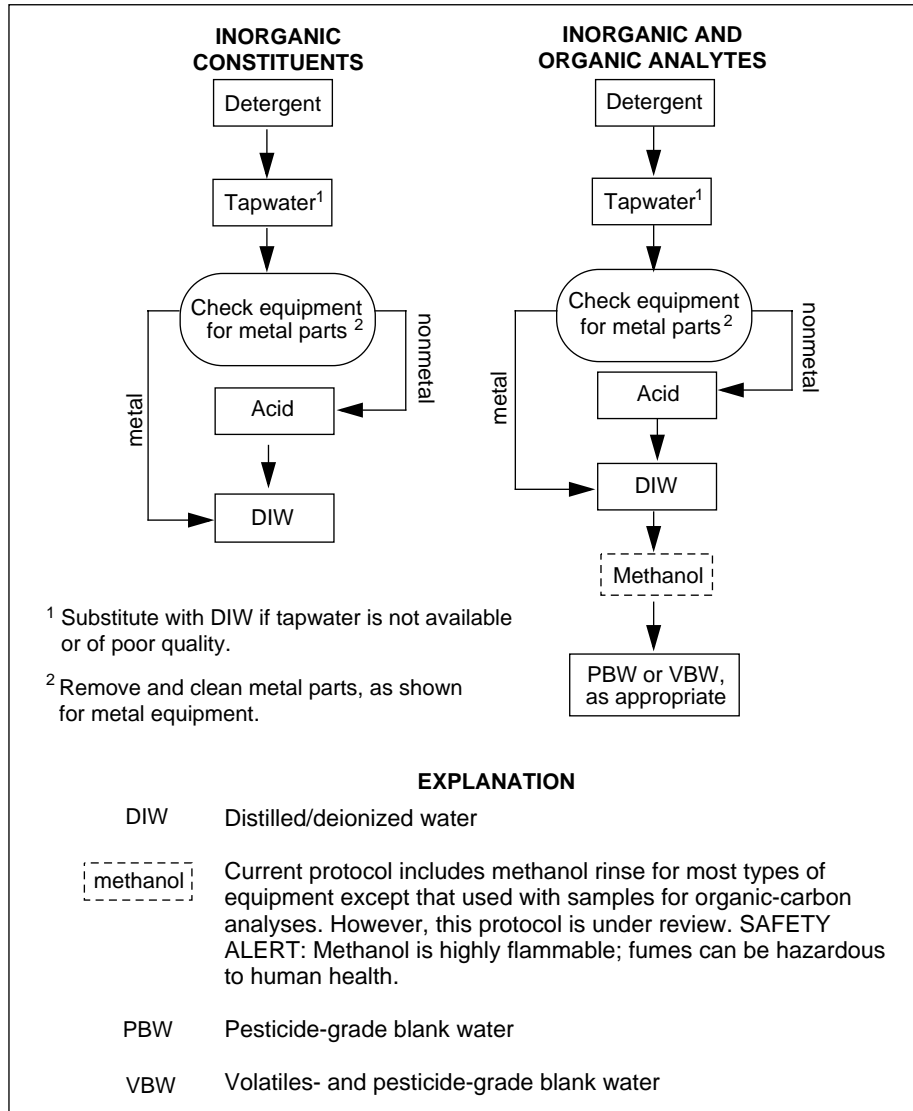 INORGANIC
CONSTITUENTS
Detergent
Tapwater1
Check equipment
for metal parts 2
metal
nonmetal
Acid
DIW
INORGANIC AND
ORGANIC ANALYTES
Detergent
Tapwater1
Check equipment
for metal parts2
metal
nonmetal
Acid
DIW
Methanol
PBW or VBW,
as appropriate
1 Substitute with DIW if tapwater is not available
or of poor quality.
2 Remove and clean metal parts, as shown
for metal equipment.
EXPLANATION
DIW Distilled/deionized water
methanol Current protocol includes methanol rinse for most types of
equipment except that used with samples for organic-carbon
analyses. However, this protocol is under review. SAFETY
ALERT: Methanol is highly flammable; fumes can be hazardous
to human health.
PBW Pesticide-grade blank water
VBW Volatiles- and pesticide-grade blank water